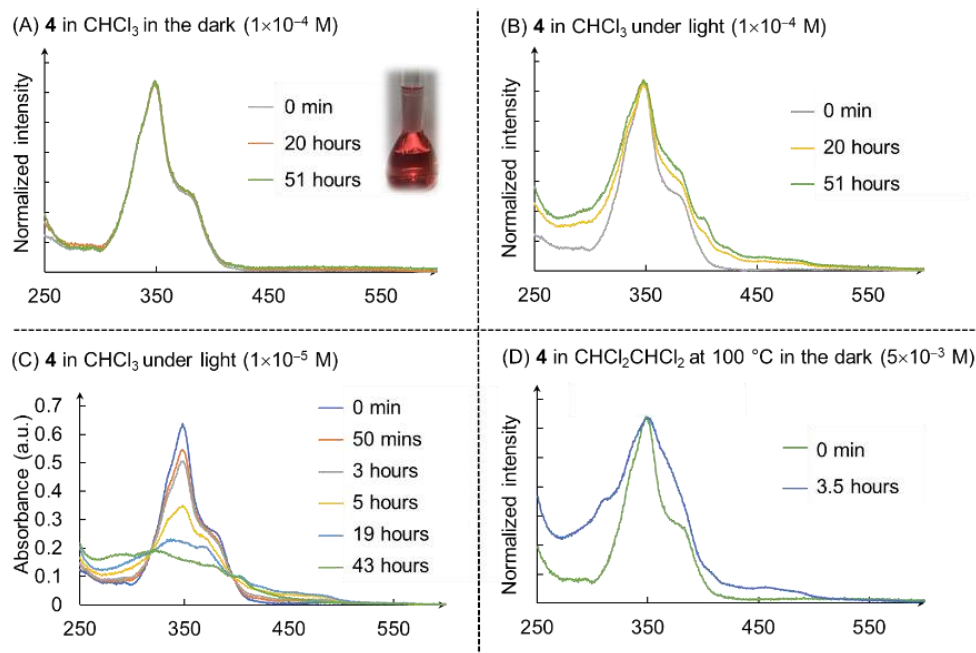 (A) 4 in CHCl₃ in the dark (1×10⁻⁴ M)
Normalized intensity
0 min
20 hours
51 hours
250 350 450 550
(B) 4 in CHCl₃ under light (1×10⁻⁴ M)
Normalized intensity
0 min
20 hours
51 hours
250 350 450 550
(C) 4 in CHCl₃ under light (1×10⁻⁵ M)
Absorbance (a.u.)
0.7
0.6
0.5
0.4
0.3
0.2
0.1
0
0 min
50 mins
3 hours
5 hours
19 hours
43 hours
250 350 450 550
(D) 4 in CHCl₂CHCl₂ at 100 °C in the dark (5×10⁻³ M)
Normalized intensity
0 min
3.5 hours
250 350 450 550